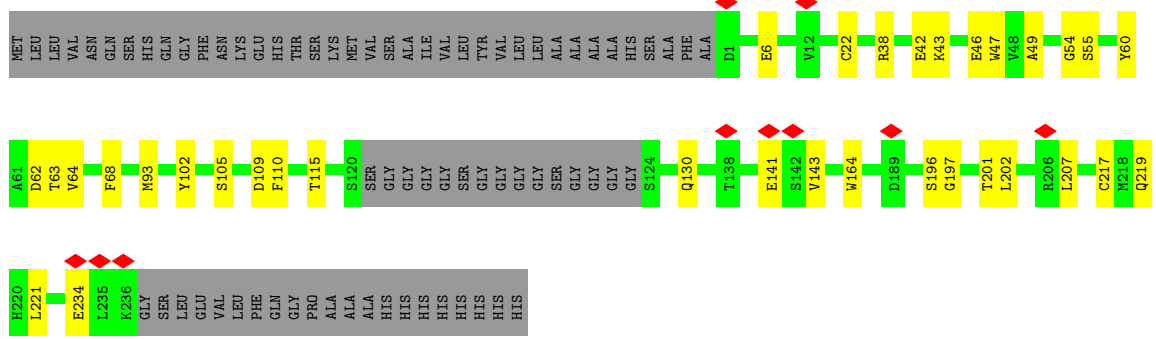 MET LEU LEU VAL ASN GLN SER HIS GLN GLY PHE ASN LYS GLU HIS THR SER LYS MET VAL SER ALA ILE VAL LEU TYR VAL LEU LEU ALA ALA ALA ALA HIS SER ALA PHE ALA D1 E6 V12 C22 R38 E42 K43 E46 W47 V48 A49 G54 S55 Y60
A61 D62 T63 V64 F68 M93 Y102 S105 D109 F110 T115 S120 SER GLY GLY GLY GLY SER GLY GLY GLY GLY SER GLY GLY GLY GLY S124 Q130 T138 E141 S142 V143 W164 D189 S196 G197 T201 L202 R206 L207 C217 M218 Q219
H220 L221 E234 L235 K236 GLY SER LEU GLU VAL LEU PHE GLN GLY PRO ALA ALA ALA HIS HIS HIS HIS HIS HIS HIS HIS